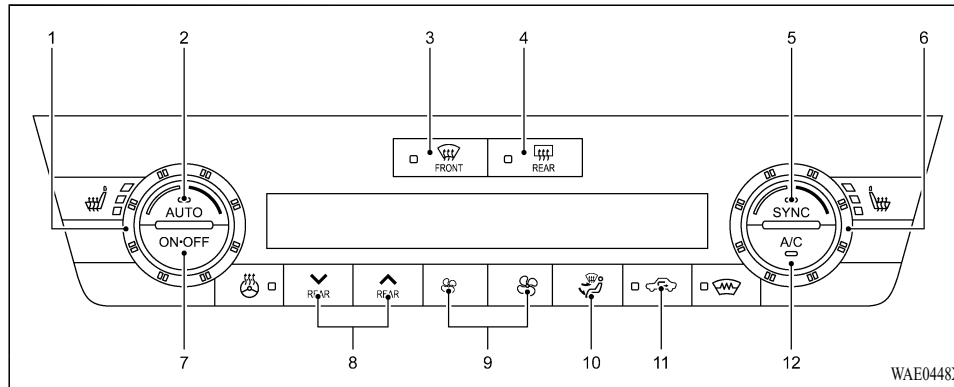 1 2 3 4 5 6
FRONT REAR
AUTO SYNC
ON•OFF A/C
REAR REAR
7 8 9 10 11 12
WAE0448X